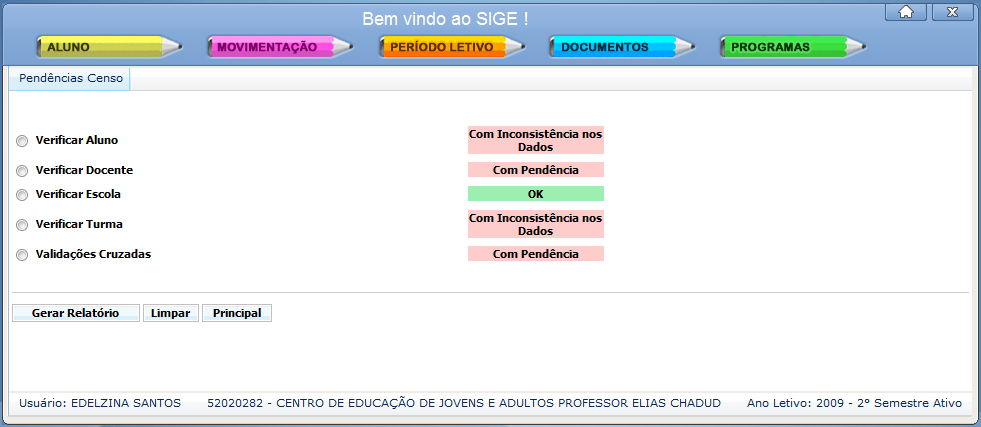 Bem vindo ao SIGE !
ALUNO MOVIMENTAÇÃO PERÍODO LETIVO DOCUMENTOS PROGRAMAS
Pendências Censo
Verificar Aluno Com Inconsistência nos
Dados
Verificar Docente Com Pendência
Verificar Escola OK
Verificar Turma Com Inconsistência nos
Dados
Validações Cruzadas Com Pendência
Gerar Relatório Limpar Principal
Usuário: EDELZINA SANTOS 52020282 - CENTRO DE EDUCAÇÃO DE JOVENS E ADULTOS PROFESSOR ELIAS CHADUD Ano Letivo: 2009 - 2° Semestre Ativo